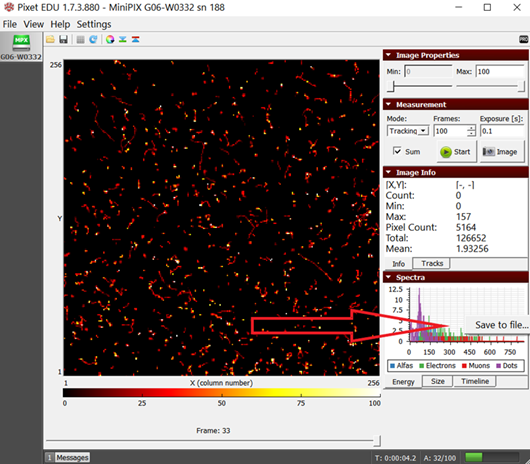 Pixet EDU 1.7.3.880 - MiniPIX G06-W0332 sn 188
File View Help Settings
MPX
G06-W0332
PRO
256
Y
1
1 X (column number) 256
0 25 50 75 100
Frame: 33
Image Properties
Min: 0 Max: 100
Measurement
Mode: Frames: Exposure [s]:
Tracking 100 0.1
Sum Start Image
Image Info
[X,Y]: [-, -]
Count: 0
Min: 0
Max: 157
Pixel Count: 5164
Total: 126652
Mean: 1.93256
Info Tracks
Spectra
12.5
10
7.5
5
2.5
0
Save to file...
0 150 300 450 600 750
Alfas Electrons Muons Dots
Energy Size Timeline
1 Messages
T: 0:00:04.2 A: 32/100